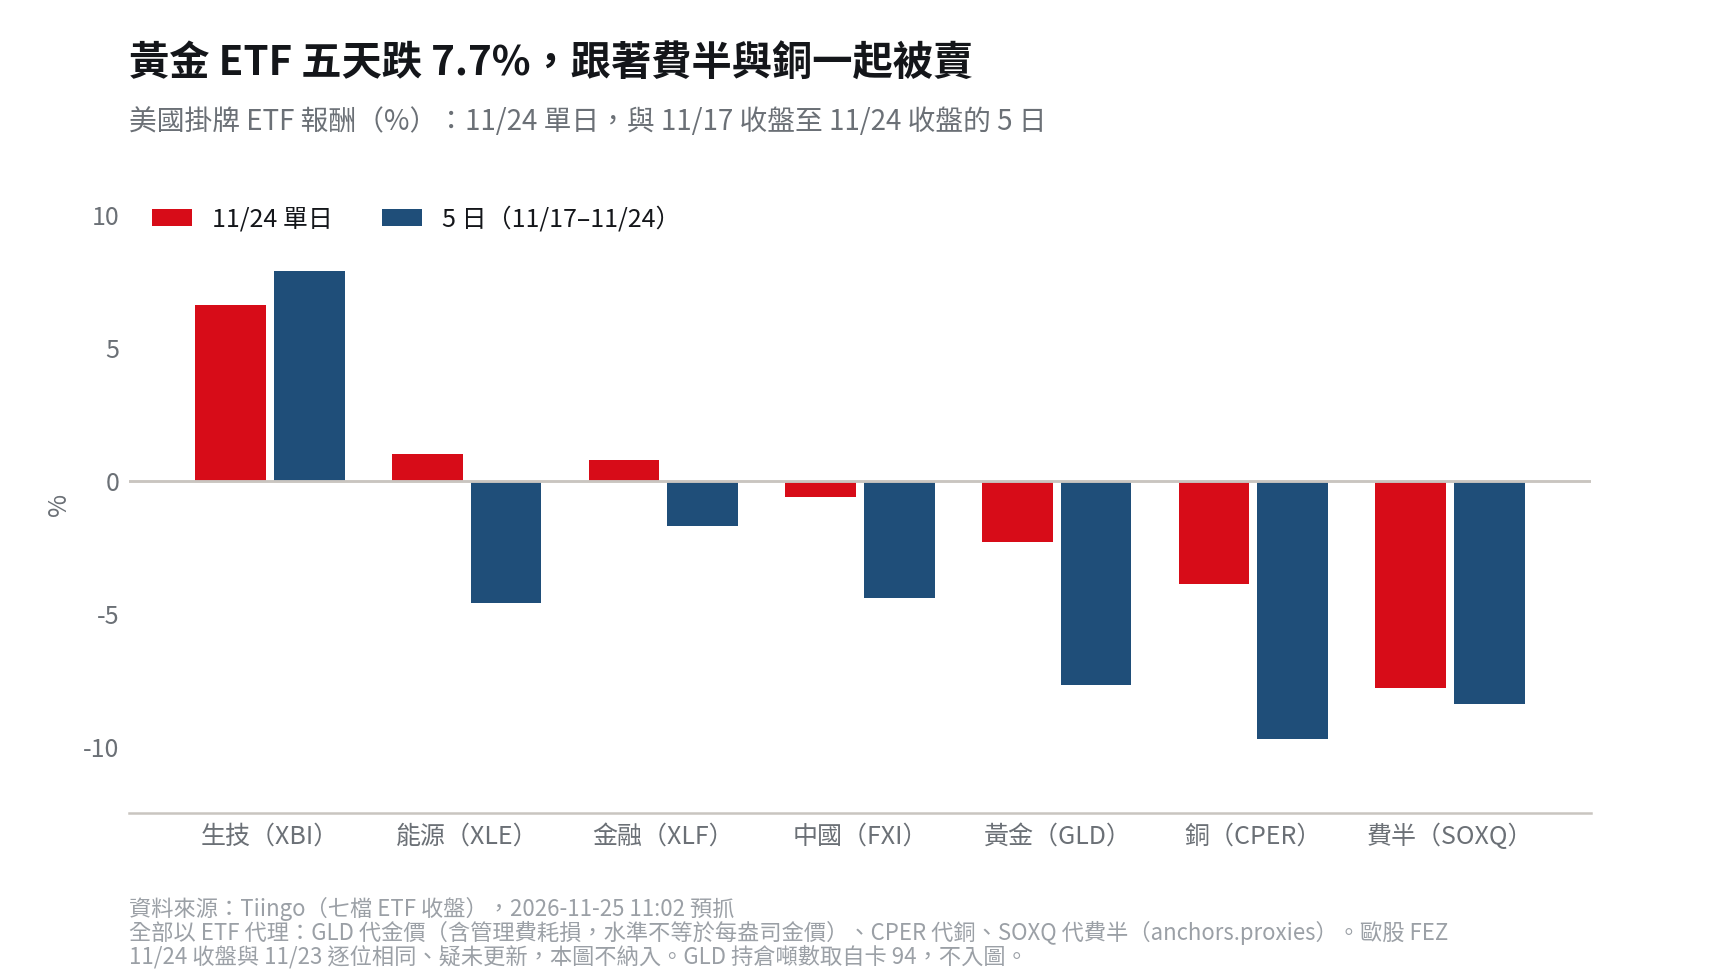 黃金 ETF 五天跌 7.7%，跟著費半與銅一起被賣
美國掛牌 ETF 報酬（%）：11/24 單日，與 11/17 收盤至 11/24 收盤的 5 日
11/24 單日
5 日（11/17–11/24）
10
5
0
-5
-10
%
生技（XBI）
能源（XLE）
金融（XLF）
中國（FXI）
黃金（GLD）
銅（CPER）
費半（SOXQ）
資料來源：Tiingo（七檔 ETF 收盤），2026-11-25 11:02 預抓
全部以 ETF 代理：GLD 代金價（含管理費耗損，水準不等於每盎司金價）、CPER 代銅、SOXQ 代費半（anchors.proxies）。歐股 FEZ
11/24 收盤與 11/23 逐位相同、疑未更新，本圖不納入。GLD 持倉噸數取自卡 94，不入圖。